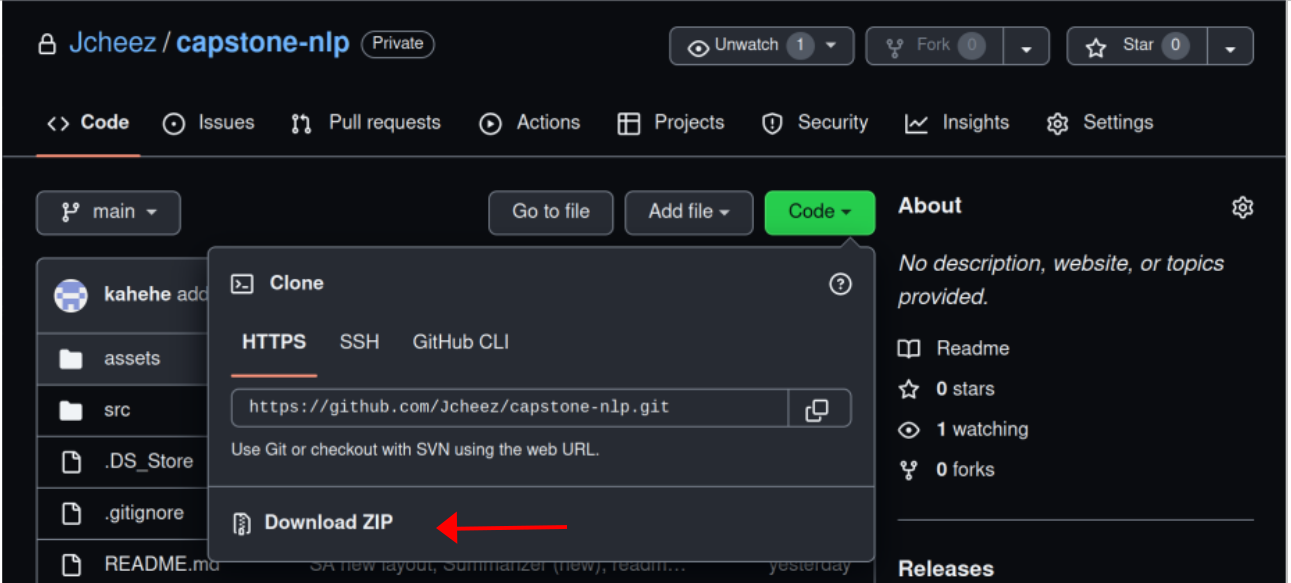 Jcheez / capstone-nlp Private
Unwatch 1
Fork 0
Star 0
Code Issues Pull requests Actions Projects Security Insights Settings
main
Go to file
Add file
Code
kahehe add
assets
src
.DS_Store
.gitignore
README.md
SA new layout, Summarizer (new), readm...
yesterday
Clone
HTTPS SSH GitHub CLI
https://github.com/Jcheez/capstone-nlp.git
Use Git or checkout with SVN using the web URL.
Download ZIP
About
No description, website, or topics
provided.
Readme
0 stars
1 watching
0 forks
Releases